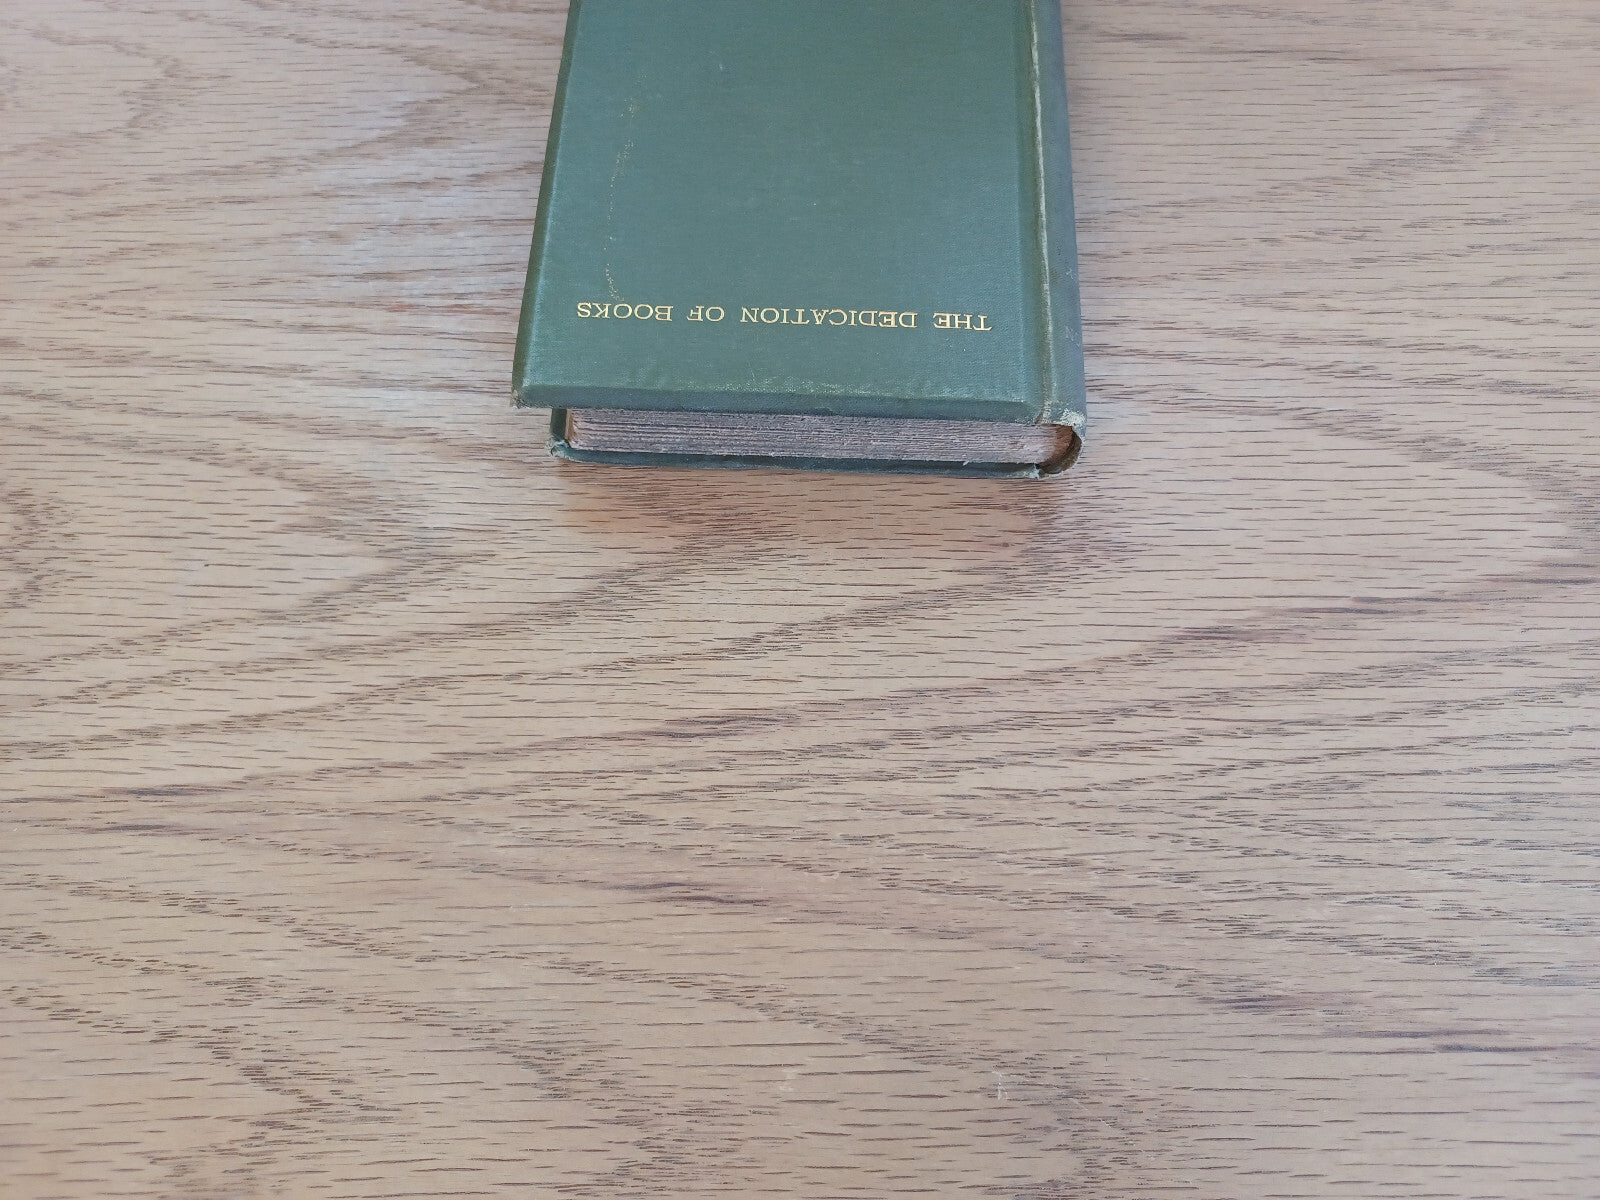 THE DEDICATION OF BOOKS